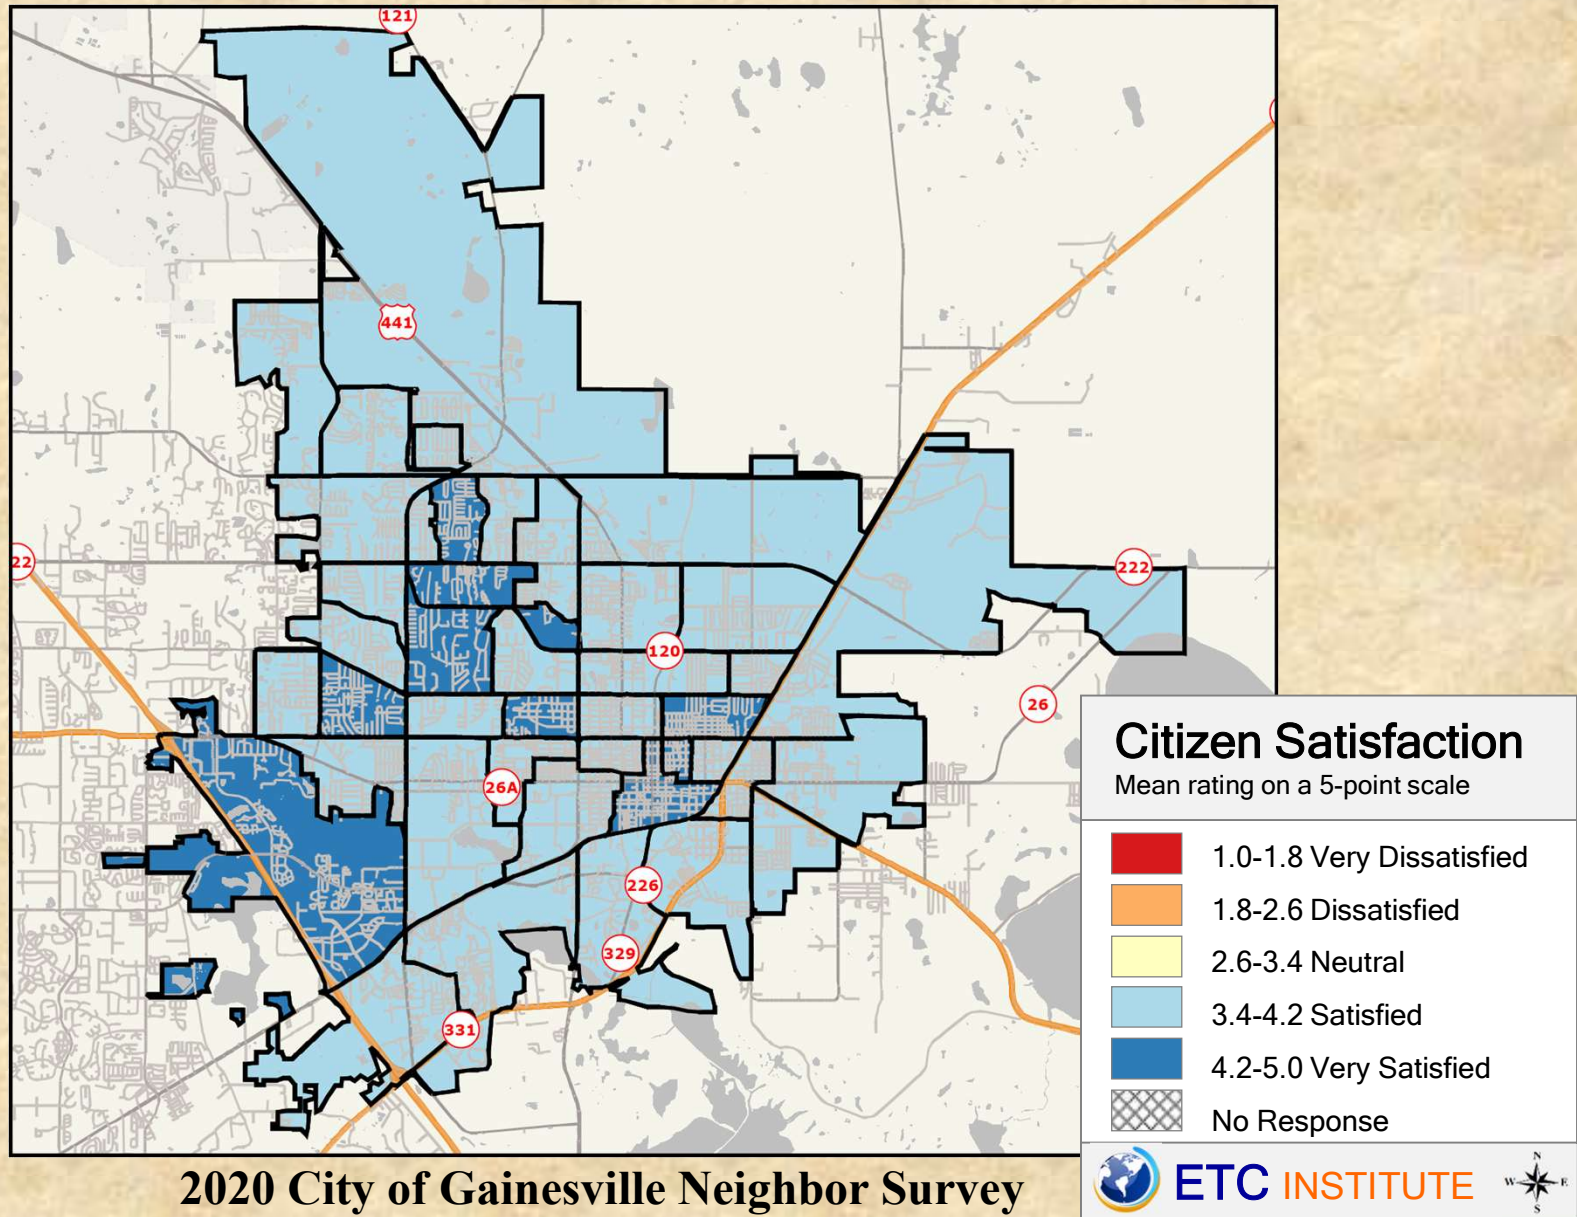 121
441
22
222
120
26
26A
226
329
331
Citizen Satisfaction
Mean rating on a 5-point scale
1.0-1.8 Very Dissatisfied
1.8-2.6 Dissatisfied
2.6-3.4 Neutral
3.4-4.2 Satisfied
4.2-5.0 Very Satisfied
No Response
ETC INSTITUTE
N
W E
S
2020 City of Gainesville Neighbor Survey